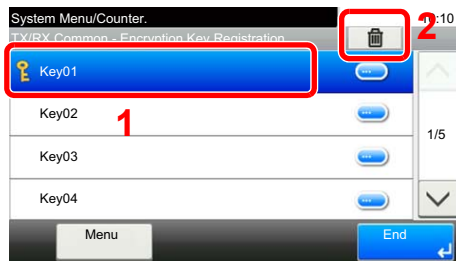 System Menu/Counter.
10:10
2
TX/RX Common - Encryption Key Registration
Key01
Key02
1
1/5
Key03
Key04
Menu
End